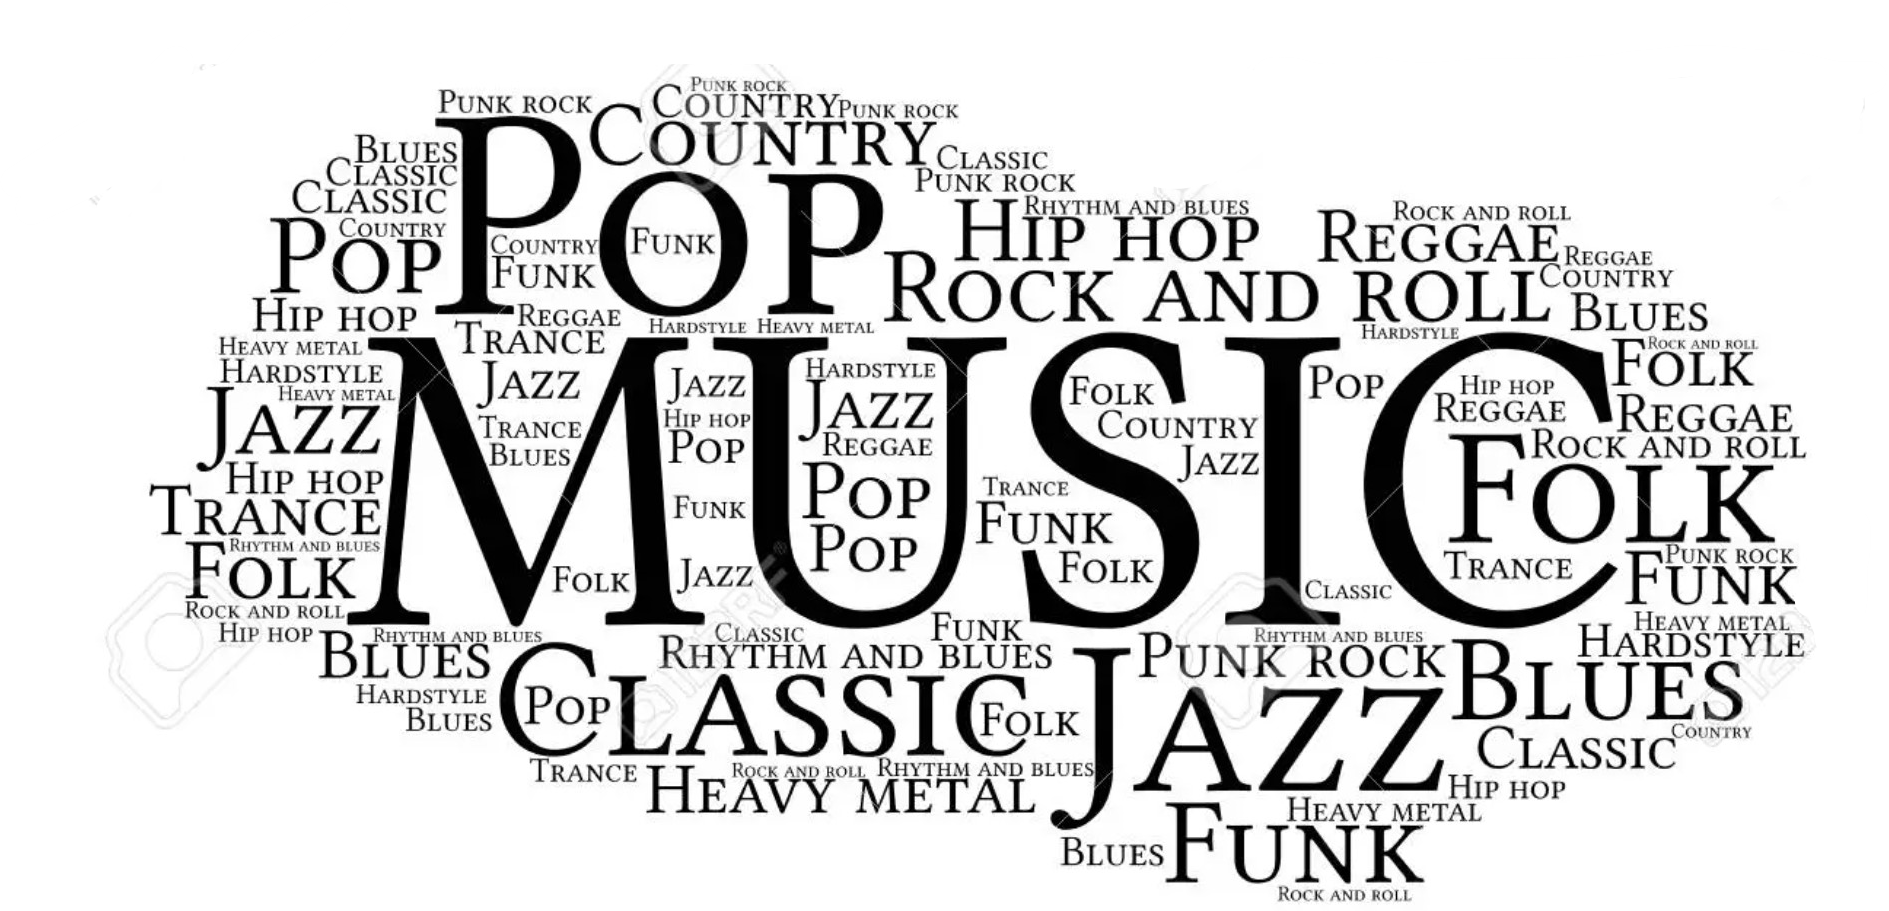 Punk rock
Country
Punk rock
Punk rock
Country
Blues
Classic
Classic
Punk rock
Classic
Pop
Country
Pop
Country
Funk
Funk
Rhythm and blues
Hip hop
Rock and roll
Reggae
Reggae
Country
Rock and roll
Blues
Hip hop
Reggae
Trance
Hardstyle
Heavy metal
Hardstyle
Heavy metal
Hardstyle
Heavy metal
Jazz
MUSIC
Jazz
Jazz
Hardstyle
Jazz
Folk
Pop
Hip hop
Reggae
Rock and roll
Folk
Reggae
Rock and roll
Trance
Blues
Hip hop
Pop
Reggae
Country
Jazz
Folk
Hip hop
Trance
Rhythm and blues
Folk
Rock and roll
Hip hop
Funk
Pop
Pop
Trance
Funk
Folk
Folk
Jazz
Classic
Trance
Punk rock
Funk
Heavy metal
Hardstyle
Blues
Rhythm and blues
Classic
Funk
Rhythm and blues
Rhythm and blues
Punk rock
Blues
Hardstyle
Blues
Classic
Pop
Folk
Jazz
Country
Classic
Trance
Rock and roll
Rhythm and blues
Heavy metal
Hip hop
Heavy metal
Blues
Funk
Rock and roll